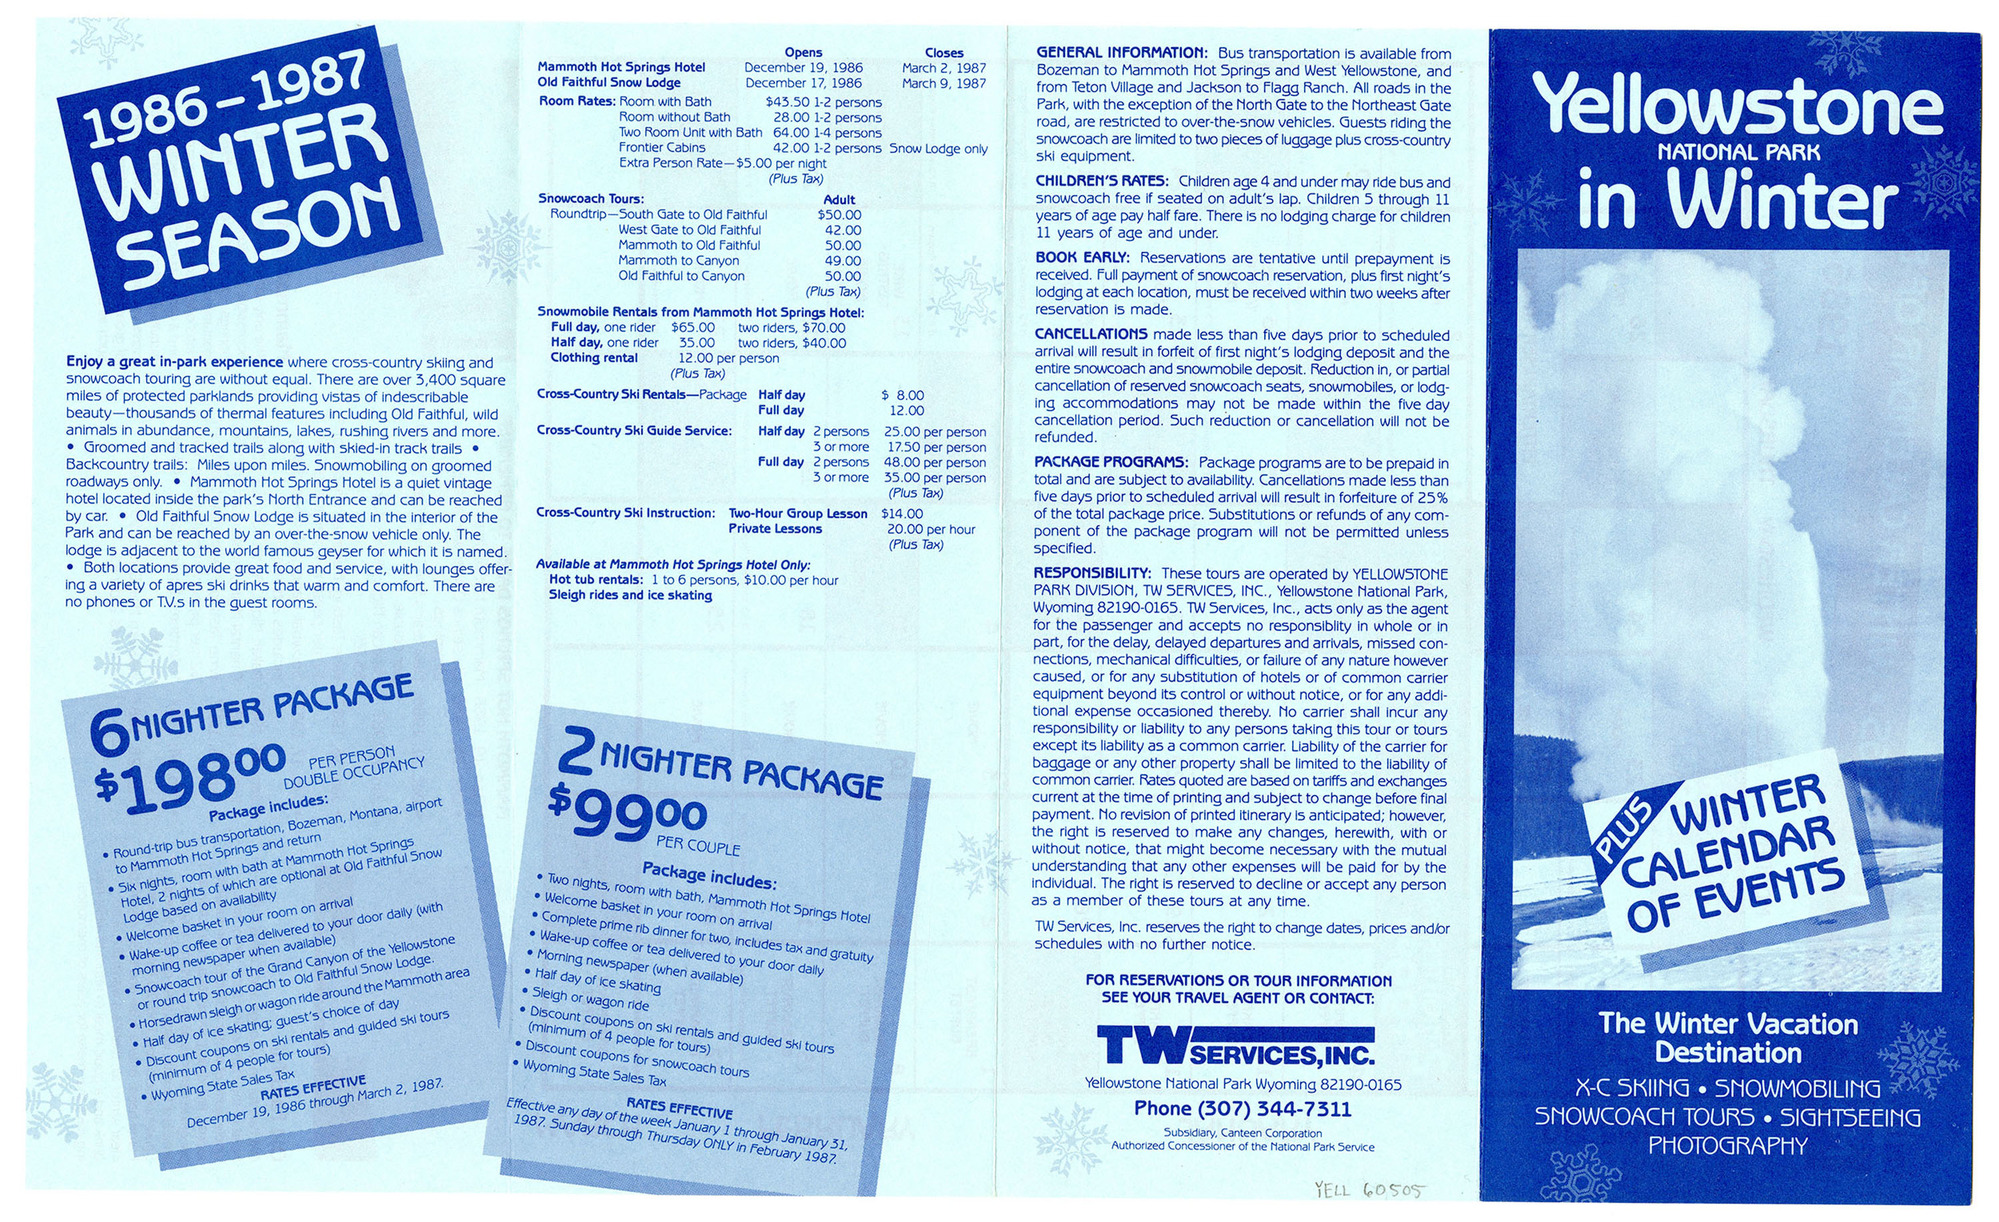 1986–1987
WINTER
SEASON
Enjoy a great in-park experience where cross-country skiing and
snowcoach touring are without equal. There are over 3,400 square
miles of protected parklands providing vistas of indescribable
beauty—thousands of thermal features including Old Faithful, wild
animals in abundance, mountains, lakes, rushing rivers and more.
• Groomed and tracked trails along with skied-in track trails •
Backcountry trails: Miles upon miles. Snowmobiling on groomed
roadways only. • Mammoth Hot Springs Hotel is a quiet vintage
hotel located inside the park's North Entrance and can be reached
by car. • Old Faithful Snow Lodge is situated in the interior of the
Park and can be reached by an over-the-snow vehicle only. The
lodge is adjacent to the world famous geyser for which it is named.
• Both locations provide great food and service, with lounges offer-
ing a variety of apres ski drinks that warm and comfort. There are
no phones or T.V.s in the guest rooms.
6 NIGHTER PACKAGE
$198.00 PER PERSON
DOUBLE OCCUPANCY
Package includes:
• Round-trip bus transportation, Bozeman, Montana, airport
to Mammoth Hot Springs and return
• Six nights, room with bath at Mammoth Hot Springs
Hotel, 2 nights of which are optional at Old Faithful Snow
Lodge based on availability
• Welcome basket in your room on arrival
• Wake-up coffee or tea delivered to your door daily (with
morning newspaper when available)
• Snowcoach tour of the Grand Canyon of the Yellowstone
or round trip snowcoach to Old Faithful Snow Lodge.
• Horsedrawn sleigh or wagon ride around the Mammoth area
• Half day of ice skating; guest's choice of day
• Discount coupons on ski rentals and guided ski tours
(minimum of 4 people for tours)
• Wyoming State Sales Tax
RATES EFFECTIVE
December 19, 1986 through March 2, 1987.
Opens Closes
Mammoth Hot Springs Hotel December 19, 1986 March 2, 1987
Old Faithful Snow Lodge December 17, 1986 March 9, 1987
Room Rates: Room with Bath $43.50 1-2 persons
Room without Bath 28.00 1-2 persons
Two Room Unit with Bath 64.00 1-4 persons
Frontier Cabins 42.00 1-2 persons Snow Lodge only
Extra Person Rate—$5.00 per night
(Plus Tax)
Snowcoach Tours: Adult
Roundtrip—South Gate to Old Faithful $50.00
West Gate to Old Faithful 42.00
Mammoth to Old Faithful 50.00
Mammoth to Canyon 49.00
Old Faithful to Canyon 50.00
(Plus Tax)
Snowmobile Rentals from Mammoth Hot Springs Hotel:
Full day, one rider $65.00 two riders, $70.00
Half day, one rider 35.00 two riders, $40.00
Clothing rental 12.00 per person
(Plus Tax)
Cross-Country Ski Rentals—Package Half day $ 8.00
Full day 12.00
Cross-Country Ski Guide Service: Half day 2 persons 25.00 per person
3 or more 17.50 per person
Full day 2 persons 48.00 per person
3 or more 35.00 per person
(Plus Tax)
Cross-Country Ski Instruction: Two-Hour Group Lesson $14.00
Private Lessons 20.00 per hour
(Plus Tax)
Available at Mammoth Hot Springs Hotel Only:
Hot tub rentals: 1 to 6 persons, $10.00 per hour
Sleigh rides and ice skating
2 NIGHTER PACKAGE
$99.00
PER COUPLE
Package includes:
• Two nights, room with bath, Mammoth Hot Springs Hotel
• Welcome basket in your room on arrival
• Complete prime rib dinner for two, includes tax and gratuity
• Wake-up coffee or tea delivered to your door daily
• Morning newspaper (when available)
• Half day of ice skating
• Sleigh or wagon ride
• Discount coupons on ski rentals and guided ski tours
(minimum of 4 people for tours)
• Discount coupons for snowcoach tours
• Wyoming State Sales Tax
RATES EFFECTIVE
Effective any day of the week January 1 through January 31,
1987. Sunday through Thursday ONLY in February 1987.
GENERAL INFORMATION: Bus transportation is available from
Bozeman to Mammoth Hot Springs and West Yellowstone, and
from Teton Village and Jackson to Flagg Ranch. All roads in the
Park, with the exception of the North Gate to the Northeast Gate
road, are restricted to over-the-snow vehicles. Guests riding the
snowcoach are limited to two pieces of luggage plus cross-country
ski equipment.
CHILDREN'S RATES: Children age 4 and under may ride bus and
snowcoach free if seated on adult's lap. Children 5 through 11
years of age pay half fare. There is no lodging charge for children
11 years of age and under.
BOOK EARLY: Reservations are tentative until prepayment is
received. Full payment of snowcoach reservation, plus first night's
lodging at each location, must be received within two weeks after
reservation is made.
CANCELLATIONS made less than five days prior to scheduled
arrival will result in forfeit of first night's lodging deposit and the
entire snowcoach and snowmobile deposit. Reduction in, or partial
cancellation of reserved snowcoach seats, snowmobiles, or lodg-
ing accommodations may not be made within the five day
cancellation period. Such reduction or cancellation will not be
refunded.
PACKAGE PROGRAMS: Package programs are to be prepaid in
total and are subject to availability. Cancellations made less than
five days prior to scheduled arrival will result in forfeiture of 25%
of the total package price. Substitutions or refunds of any com-
ponent of the package program will not be permitted unless
specified.
RESPONSIBILITY: These tours are operated by YELLOWSTONE
PARK DIVISION, TW SERVICES, INC., Yellowstone National Park,
Wyoming 82190-0165. TW Services, Inc., acts only as the agent
for the passenger and accepts no responsiblity in whole or in
part, for the delay, delayed departures and arrivals, missed con-
nections, mechanical difficulties, or failure of any nature however
caused, or for any substitution of hotels or of common carrier
equipment beyond its control or without notice, or for any addi-
tional expense occasioned thereby. No carrier shall incur any
responsibility or liability to any persons taking this tour or tours
except its liability as a common carrier. Liability of the carrier for
baggage or any other property shall be limited to the liability of
common carrier. Rates quoted are based on tariffs and exchanges
current at the time of printing and subject to change before final
payment. No revision of printed itinerary is anticipated; however,
the right is reserved to make any changes, herewith, with or
without notice, that might become necessary with the mutual
understanding that any other expenses will be paid for by the
individual. The right is reserved to decline or accept any person
as a member of these tours at any time.
TW Services, Inc. reserves the right to change dates, prices and/or
schedules with no further notice.
FOR RESERVATIONS OR TOUR INFORMATION
SEE YOUR TRAVEL AGENT OR CONTACT:
TW SERVICES, INC.
Yellowstone National Park Wyoming 82190-0165
Phone (307) 344-7311
Subsidiary, Canteen Corporation
Authorized Concessioner of the National Park Service
YELL 60505
Yellowstone
NATIONAL PARK
in Winter
PLUS WINTER
CALENDAR
OF EVENTS
The Winter Vacation
Destination
X-C SKIING • SNOWMOBILING
SNOWCOACH TOURS • SIGHTSEEING
PHOTOGRAPHY